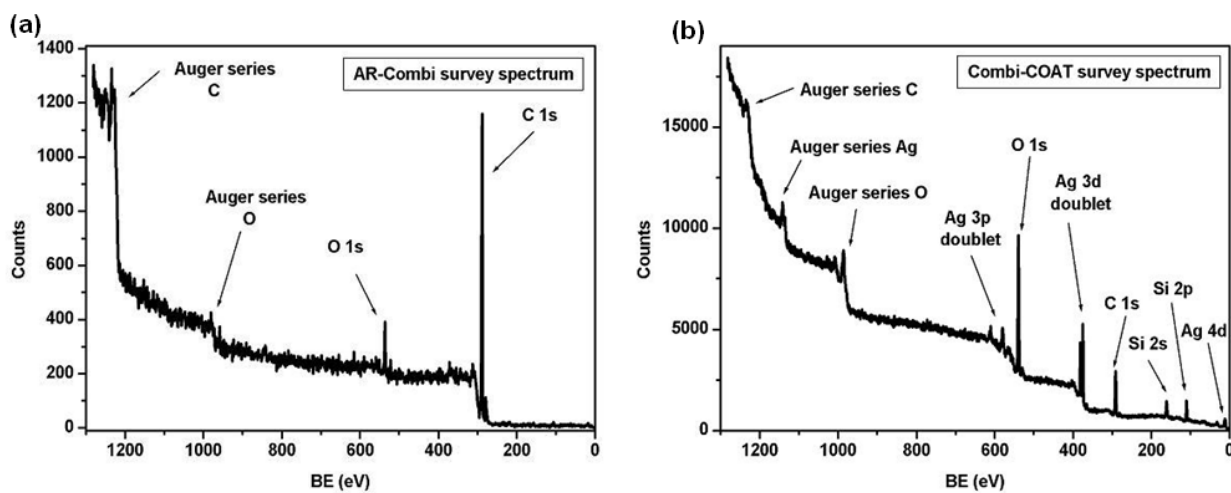 (a)
1400
1200
1000
800
600
400
200
0
Counts
1200
1000
800
600
400
200
0
BE (eV)
AR-Combi survey spectrum
Auger series
C
Auger series
O
O 1s
C 1s
(b)
15000
10000
5000
0
Counts
1200
1000
800
600
400
200
0
BE (eV)
Combi-COAT survey spectrum
Auger series C
Auger series Ag
Auger series O
Ag 3p
doublet
O 1s
Ag 3d
doublet
C 1s
Si 2s
Si 2p
Ag 4d